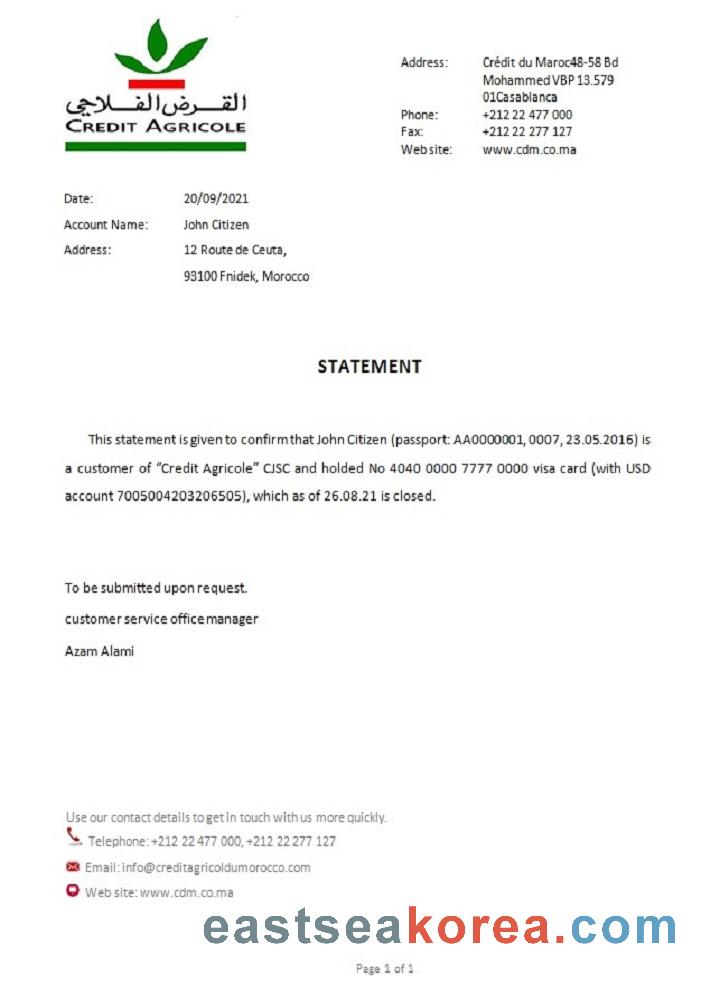 القرض الفلاحي
CREDIT AGRICOLE
Address: Crédit du Maroc48-58 Bd
Mohammed VBP 13.579
01Casablanca
Phone: +212 22 477 000
Fax: +212 22 277 127
Web site: www.cdm.co.ma
Date: 20/09/2021
Account Name: John Citizen
Address: 12 Route de Ceuta,
93100 Fnidek, Morocco
STATEMENT
This statement is given to confirm that John Citizen (passport: AA0000001, 0007, 23.05.2016) is
a customer of “Credit Agricole” CJSC and holded No 4040 0000 7777 0000 visa card (with USD
account 7005004203206505), which as of 26.08.21 is closed.
To be submitted upon request.
customer service office manager
Azam Alami
Use our contact details to get in touch with us more quickly.
Telephone: +212 22 477 000, +212 22 277 127
Email: info@creditagricoldumorocco.com
Web site: www.cdm.co.ma
eastseakorea.com
Page 1 of 1